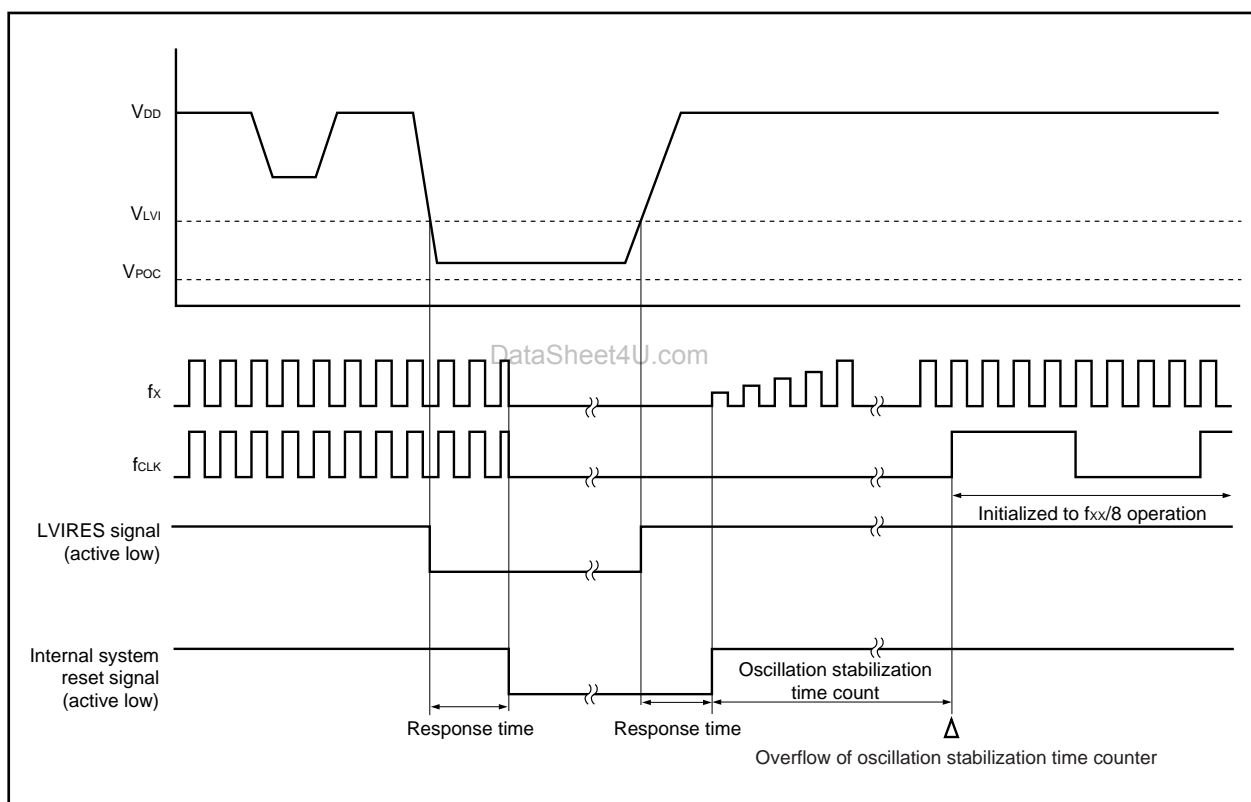 VDD
VLVI
VPOC
DataSheet4U.com
fX
fCLK
Initialized to fXX/8 operation
LVIRES signal
(active low)
Internal system
reset signal
(active low)
Oscillation stabilization
time count
Response time
Response time
Overflow of oscillation stabilization time counter